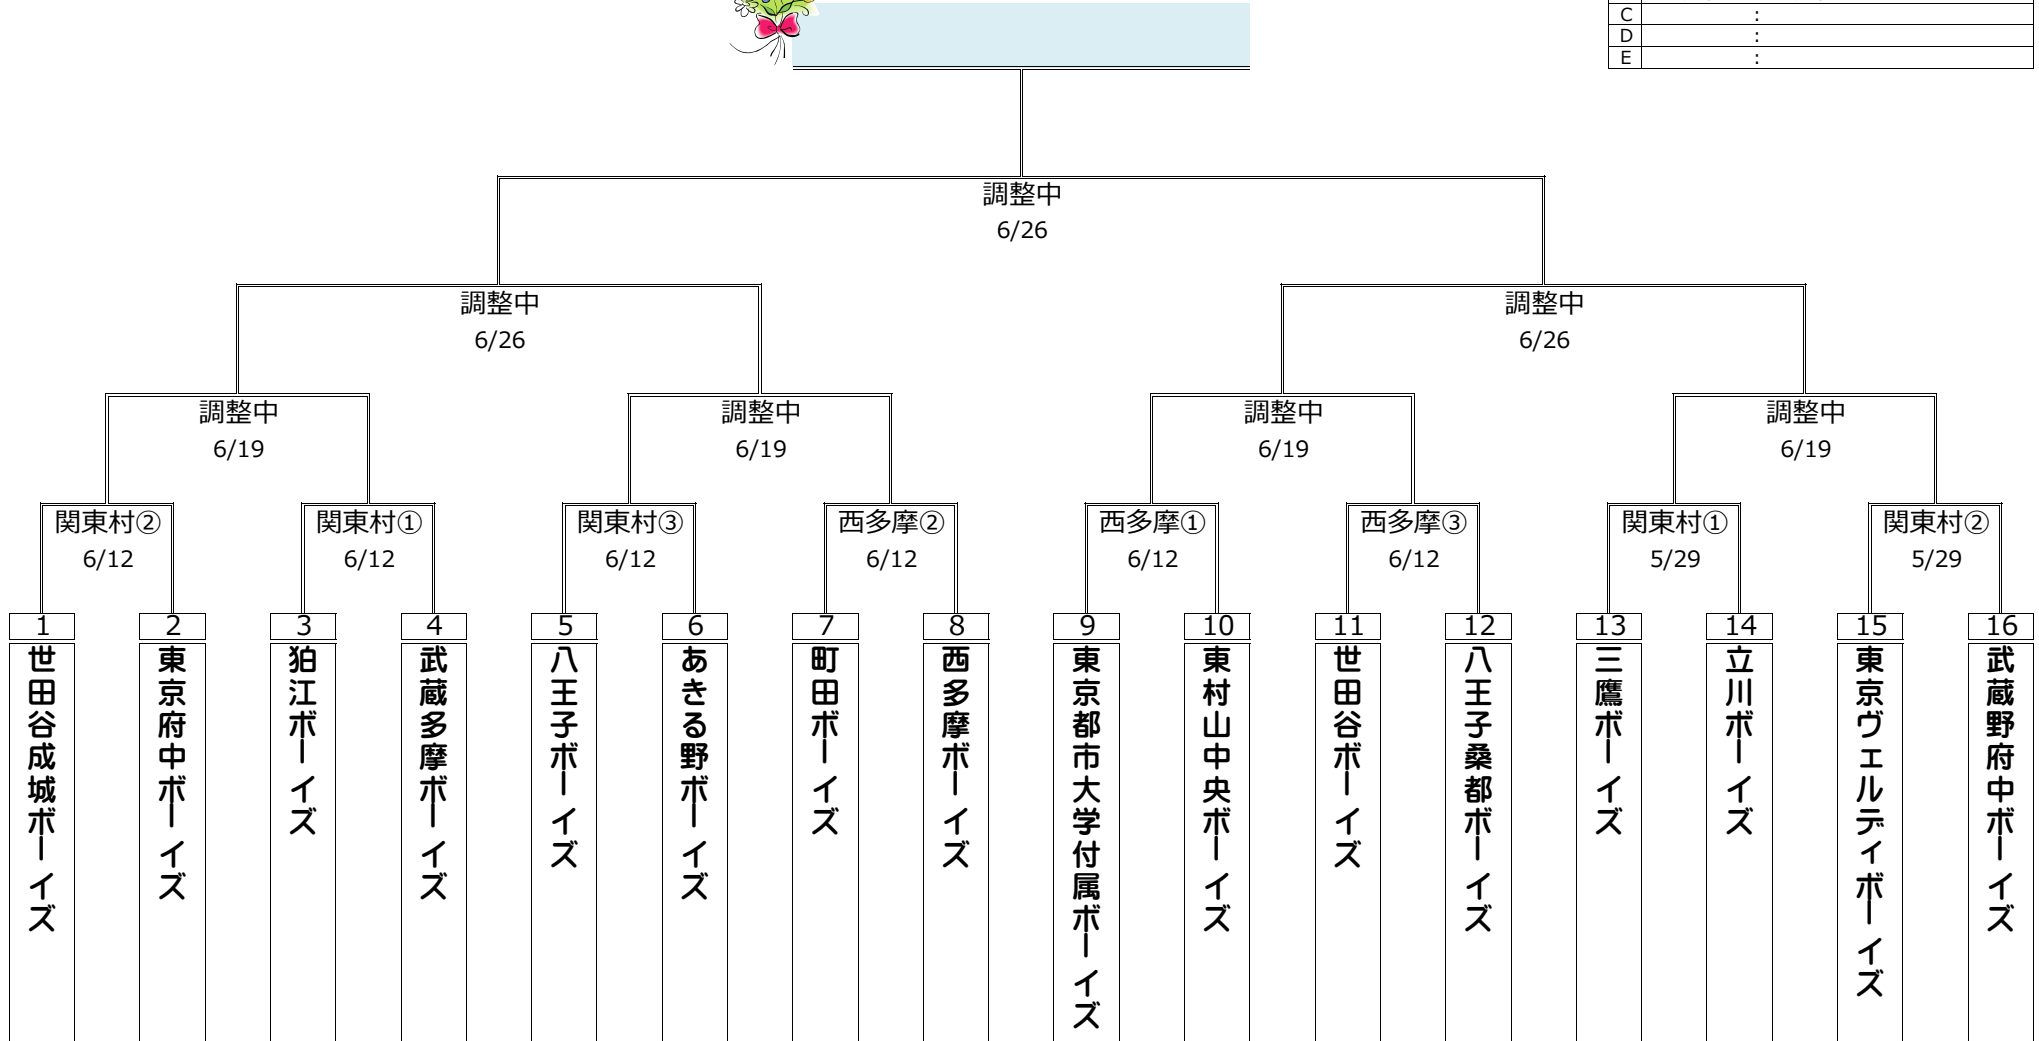 C :
D :
E :
調整中
6/26
調整中 調整中
6/26 6/26
調整中 調整中 調整中 調整中
6/19 6/19 6/19 6/19
関東村② 関東村① 関東村③ 西多摩② 西多摩① 西多摩③ 関東村① 関東村②
6/12 6/12 6/12 6/12 6/12 6/12 5/29 5/29
1 2 3 4 5 6 7 8 9 10 11 12 13 14 15 16
世田谷成城ボーイズ
東京府中ボーイズ
狛江ボーイズ
武蔵多摩ボーイズ
八王子ボーイズ
あきる野ボーイズ
町田ボーイズ
西多摩ボーイズ
東京都市大学付属ボーイズ
東村山中央ボーイズ
世田谷ボーイズ
八王子桑都ボーイズ
三鷹ボーイズ
立川ボーイズ
東京ヴェルディボーイズ
武蔵野府中ボーイズ